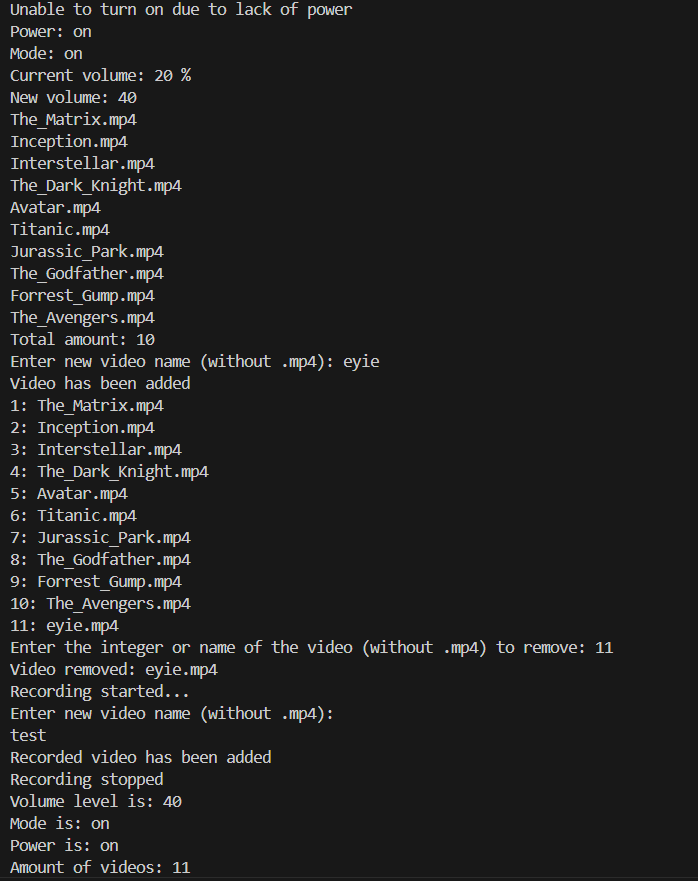 Unable to turn on due to lack of power
Power: on
Mode: on
Current volume: 20 %
New volume: 40
The_Matrix.mp4
Inception.mp4
Interstellar.mp4
The_Dark_Knight.mp4
Avatar.mp4
Titanic.mp4
Jurassic_Park.mp4
The_Godfather.mp4
Forrest_Gump.mp4
The_Avengers.mp4
Total amount: 10
Enter new video name (without .mp4): eyie
Video has been added
1: The_Matrix.mp4
2: Inception.mp4
3: Interstellar.mp4
4: The_Dark_Knight.mp4
5: Avatar.mp4
6: Titanic.mp4
7: Jurassic_Park.mp4
8: The_Godfather.mp4
9: Forrest_Gump.mp4
10: The_Avengers.mp4
11: eyie.mp4
Enter the integer or name of the video (without .mp4) to remove: 11
Video removed: eyie.mp4
Recording started...
Enter new video name (without .mp4):
test
Recorded video has been added
Recording stopped
Volume level is: 40
Mode is: on
Power is: on
Amount of videos: 11